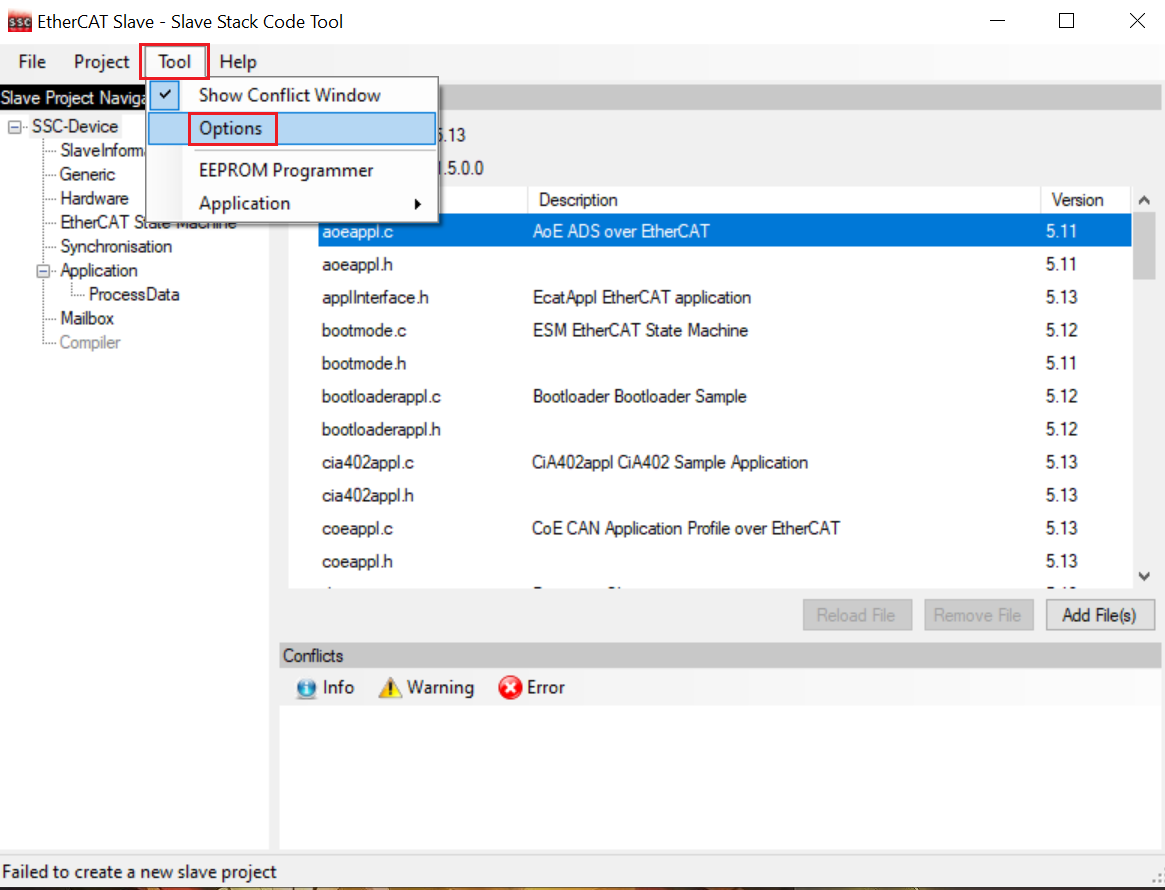 SSC EtherCAT Slave - Slave Stack Code Tool
File Project Tool Help
Slave Project Naviga
Show Conflict Window
Options
EEPROM Programmer
Application
SSC-Device
SlaveInform
Generic
Hardware
EtherCAT State Machine
Synchronisation
Application
ProcessData
Mailbox
Compiler
5.13
1.5.0.0
Description Version
aoeappl.c AoE ADS over EtherCAT 5.11
aoeappl.h 5.11
applInterface.h EcatAppl EtherCAT application 5.13
bootmode.c ESM EtherCAT State Machine 5.12
bootmode.h 5.11
bootloaderappl.c Bootloader Bootloader Sample 5.12
bootloaderappl.h 5.12
cia402appl.c CiA402appl CiA402 Sample Application 5.13
cia402appl.h 5.13
coeappl.c CoE CAN Application Profile over EtherCAT 5.13
coeappl.h 5.13
Reload File Remove File Add File(s)
Conflicts
Info Warning Error
Failed to create a new slave project